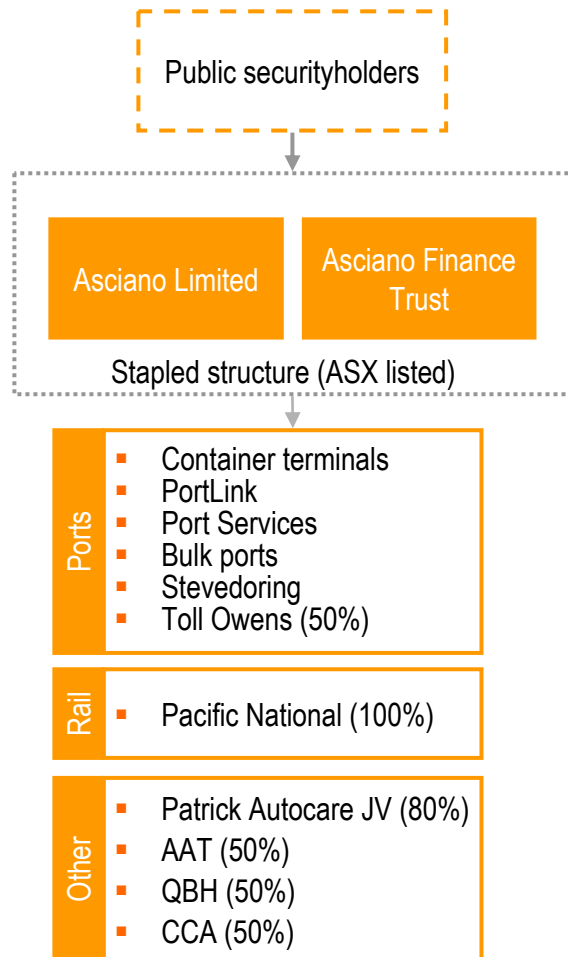 Public securityholders
Asciano Limited
Asciano Finance
Trust
Stapled structure (ASX listed)
Ports
Container terminals
PortLink
Port Services
Bulk ports
Stevedoring
Toll Owens (50%)
Rail
Pacific National (100%)
Other
Patrick Autocare JV (80%)
AAT (50%)
QBH (50%)
CCA (50%)